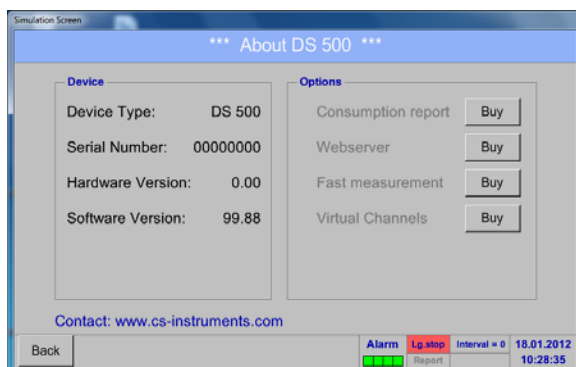 Simulation Screen
*** About DS 500 ***
Device
Device Type: DS 500
Serial Number: 00000000
Hardware Version: 0.00
Software Version: 99.88
Options
Consumption report Buy
Webserver Buy
Fast measurement Buy
Virtual Channels Buy
Contact: www.cs-instruments.com
Back
Alarm Lg.stop Interval = 0 18.01.2012
Report 10:28:35